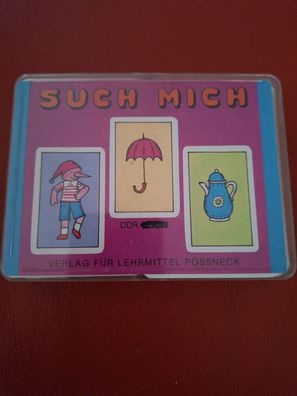 SUCH MICH
DDR
VERLAG FÜR LEHRMITTEL PÖSSNECK